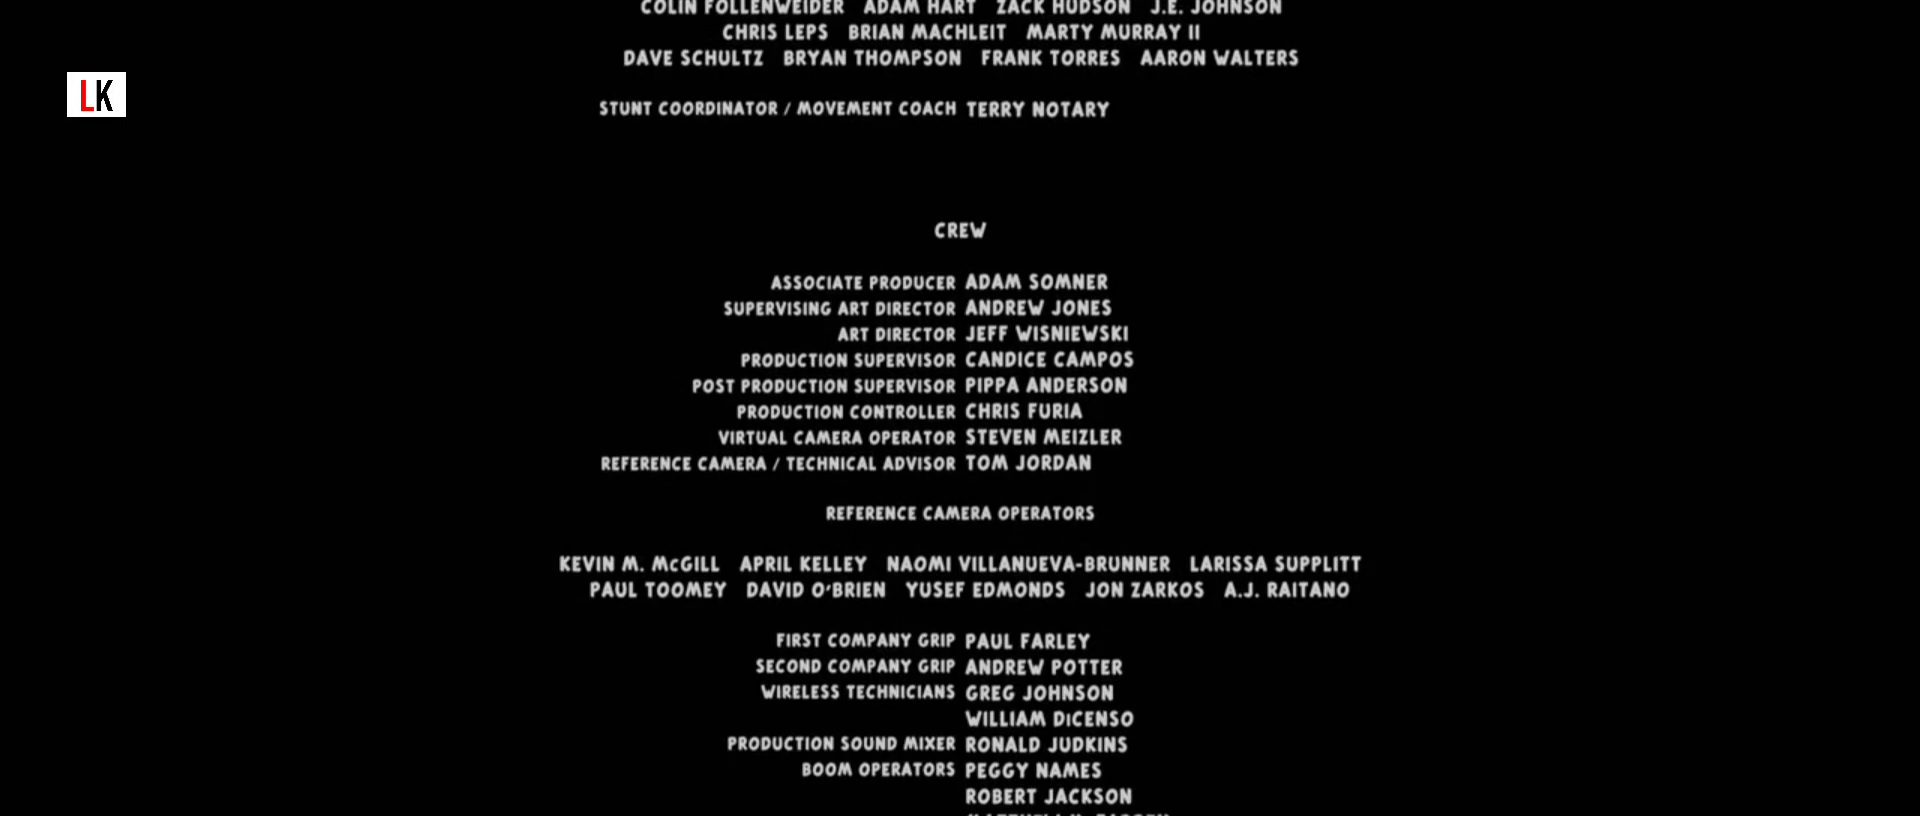 COLIN FOLLENWEIDER ADAM HART ZACK HUDSON J.E. JOHNSON
CHRIS LEPS BRIAN MACHLEIT MARTY MURRAY II
DAVE SCHULTZ BRYAN THOMPSON FRANK TORRES AARON WALTERS
LK
STUNT COORDINATOR / MOVEMENT COACH TERRY NOTARY
CREW
ASSOCIATE PRODUCER ADAM SOMNER
SUPERVISING ART DIRECTOR ANDREW JONES
ART DIRECTOR JEFF WISNIEWSKI
PRODUCTION SUPERVISOR CANDICE CAMPOS
POST PRODUCTION SUPERVISOR PIPPA ANDERSON
PRODUCTION CONTROLLER CHRIS FURIA
VIRTUAL CAMERA OPERATOR STEVEN MEIZLER
REFERENCE CAMERA / TECHNICAL ADVISOR TOM JORDAN
REFERENCE CAMERA OPERATORS
KEVIN M. McGILL APRIL KELLEY NAOMI VILLANUEVA-BRUNNER LARISSA SUPPLITT
PAUL TOOMEY DAVID O'BRIEN YUSEF EDMONDS JON ZARKOS A.J. RAITANO
FIRST COMPANY GRIP PAUL FARLEY
SECOND COMPANY GRIP ANDREW POTTER
WIRELESS TECHNICIANS GREG JOHNSON
WILLIAM DiCENSO
PRODUCTION SOUND MIXER RONALD JUDKINS
BOOM OPERATORS PEGGY NAMES
ROBERT JACKSON